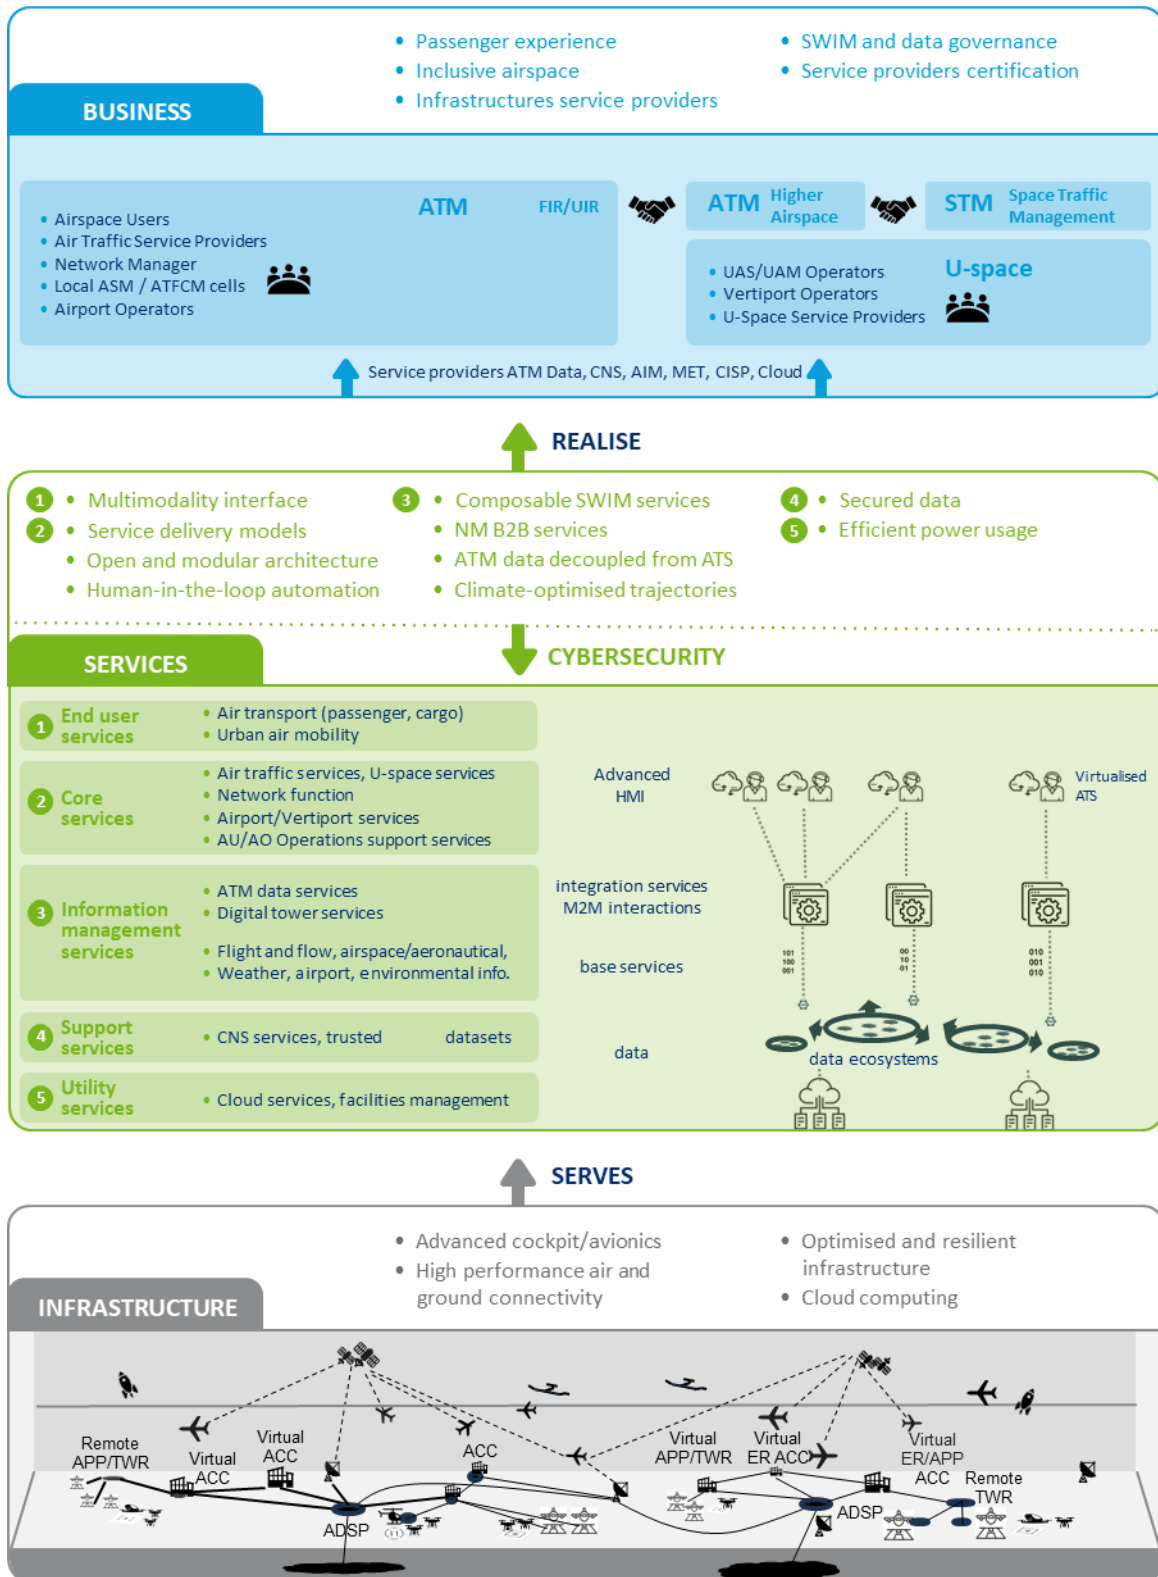 • Passenger experience
• Inclusive airspace
• Infrastructures service providers
• SWIM and data governance
• Service providers certification
BUSINESS
ATM FIR/UIR
• Airspace Users
• Air Traffic Service Providers
• Network Manager
• Local ASM / ATFCM cells
• Airport Operators
ATM Higher
Airspace
STM Space Traffic
Management
U-space
• UAS/UAM Operators
• Vertiport Operators
• U-Space Service Providers
Service providers ATM Data, CNS, AIM, MET, CISP, Cloud
REALISE
1 • Multimodality interface
2 • Service delivery models
• Open and modular architecture
• Human-in-the-loop automation
3 • Composable SWIM services
• NM B2B services
• ATM data decoupled from ATS
• Climate-optimised trajectories
4 • Secured data
5 • Efficient power usage
SERVICES
CYBERSECURITY
1 End user
services
• Air transport (passenger, cargo)
• Urban air mobility
2 Core
services
• Air traffic services, U-space services
• Network function
• Airport/Vertiport services
• AU/AO Operations support services
3 Information
management
services
• ATM data services
• Digital tower services
• Flight and flow, airspace/aeronautical,
• Weather, airport, environmental info.
4 Support
services
• CNS services, trusted datasets
5 Utility
services
• Cloud services, facilities management
Advanced
HMI
Virtualised
ATS
integration services
M2M interactions
base services
101
100
001
00
10
01
010
001
010
data
data ecosystems
SERVES
• Advanced cockpit/avionics
• High performance air and
ground connectivity
• Optimised and resilient
infrastructure
• Cloud computing
INFRASTRUCTURE
Remote
APP/TWR
Virtual
ACC
Virtual
ACC
ADSP
ACC
Virtual
APP/TWR
Virtual
ER ACC
ADSP
Virtual
ER/APP
ACC
Remote
TWR